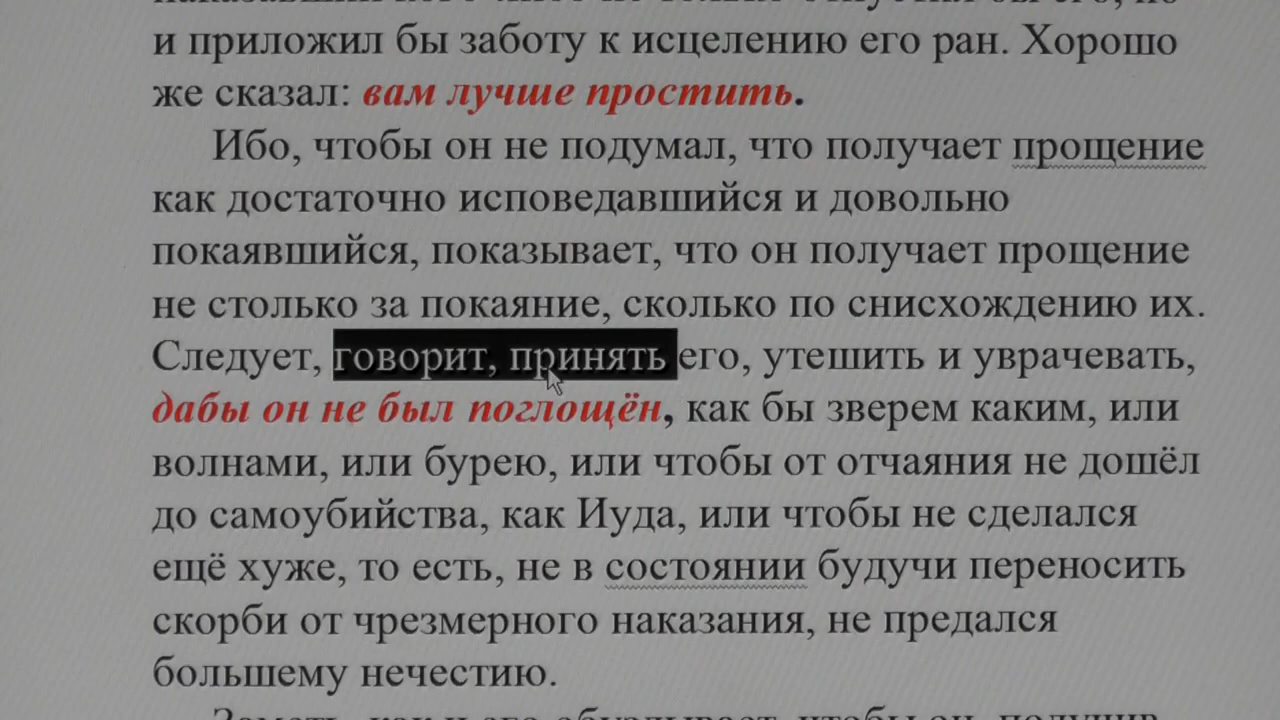 и приложил бы заботу к исцелению его ран. Хорошо
же сказал: вам лучше простить.
Ибо, чтобы он не подумал, что получает прощение
как достаточно исповедавшийся и довольно
покаявшийся, показывает, что он получает прощение
не столько за покаяние, сколько по снисхождению их.
Следует, говорит, принять его, утешить и уврачевать,
дабы он не был поглощён, как бы зверем каким, или
волнами, или бурею, или чтобы от отчаяния не дошёл
до самоубийства, как Иуда, или чтобы не сделался
ещё хуже, то есть, не в состоянии будучи переносить
скорби от чрезмерного наказания, не предался
большему нечестию.